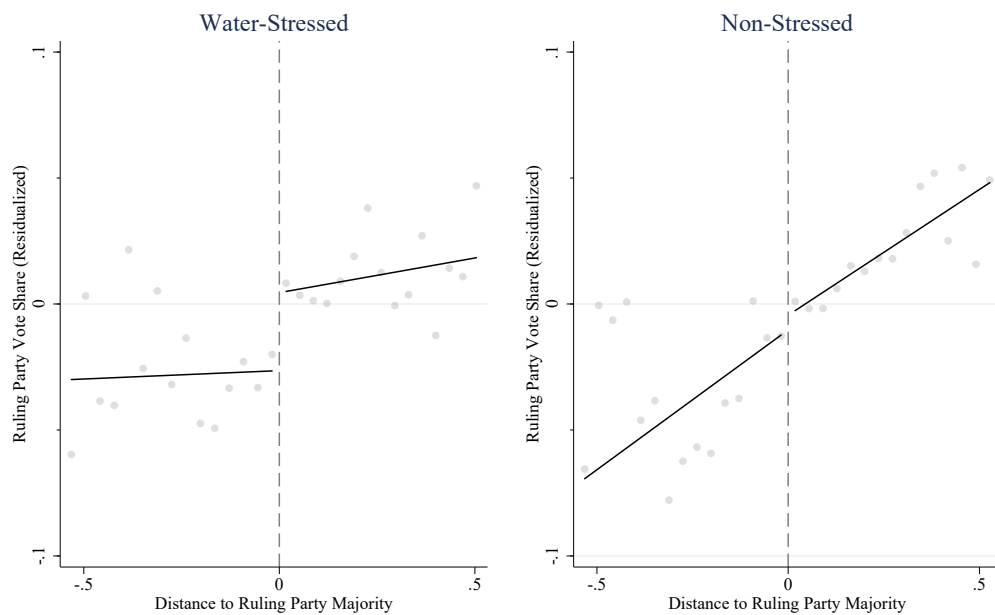 Water-Stressed
Ruling Party Vote Share (Residualized)
.1
0
-.1
-.5
0
.5
Distance to Ruling Party Majority
Non-Stressed
Ruling Party Vote Share (Residualized)
.1
0
-.1
-.5
0
.5
Distance to Ruling Party Majority